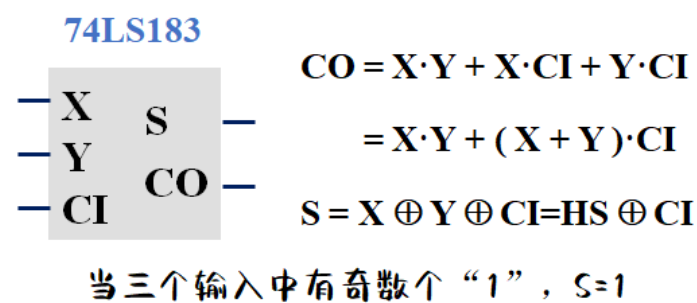 74LS183
X
Y
CI
S
CO
CO = X·Y + X·CI + Y·CI
= X·Y + ( X + Y )·CI
S = X ⊕ Y ⊕ CI=HS ⊕ CI
当三个输入中有奇数个“1”，S=1